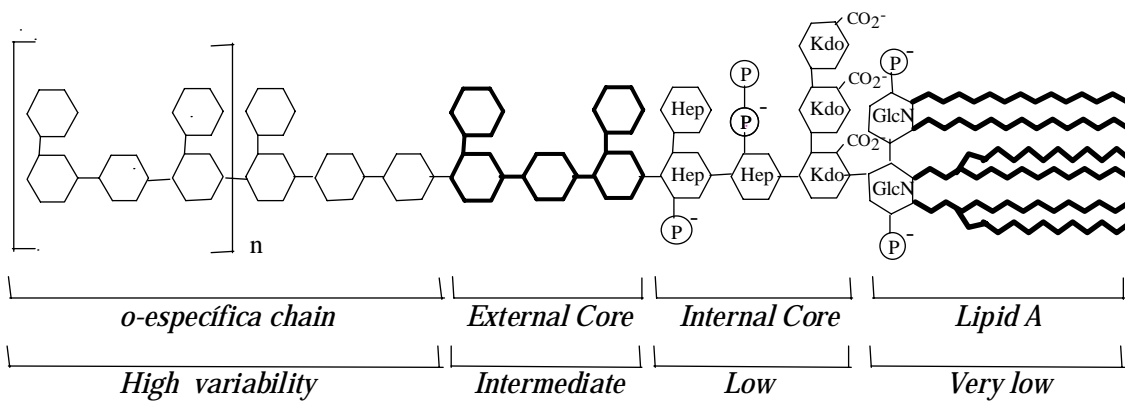 CO2-
Kdo
P-
P
CO2-
Hep
P-
Kdo
GlcN
CO2-
Hep
Hep
Kdo
GlcN
P-
P-
n
o-específica chain
External Core
Internal Core
Lipid A
High variability
Intermediate
Low
Very low